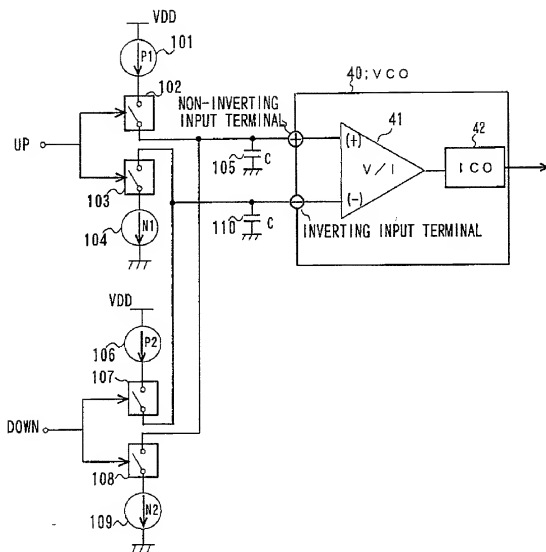 VDD
101
P1
102
40;VCO
NON-INVERTING
INPUT TERMINAL
41
42
UP
105
C
(+)
V/I
ICO
(-)
103
104
N1
110
C
INVERTING INPUT TERMINAL
VDD
P2
106
107
DOWN
108
N2
109